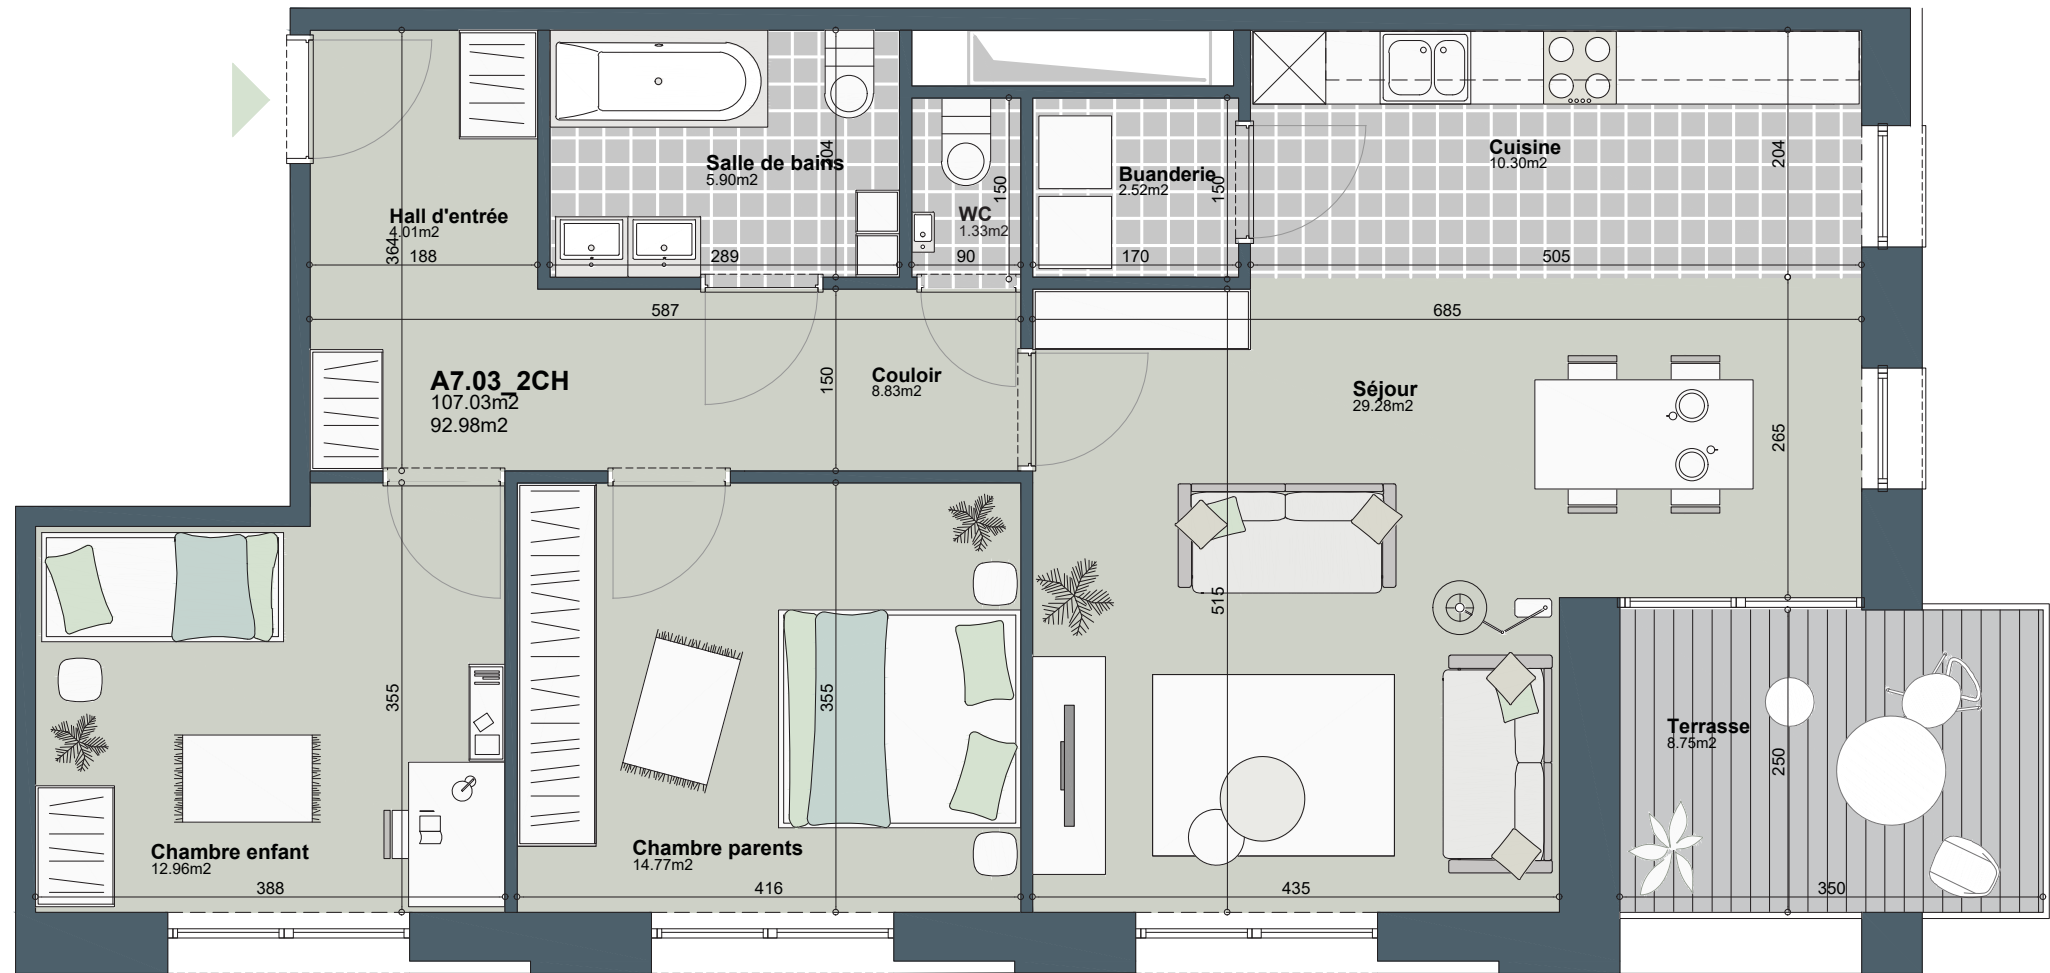 Hall d'entrée
4.01m2
364
188
Salle de bains
5.90m2
204
289
WC
1.33m2
150
90
Buanderie
2.52m2
150
170
Cuisine
10.30m2
204
505
587
685
A7.03_2CH
107.03m2
92.98m2
150
Couloir
8.83m2
Séjour
29.28m2
265
515
355
355
Terrasse
8.75m2
250
Chambre enfant
12.96m2
388
Chambre parents
14.77m2
416
435
350